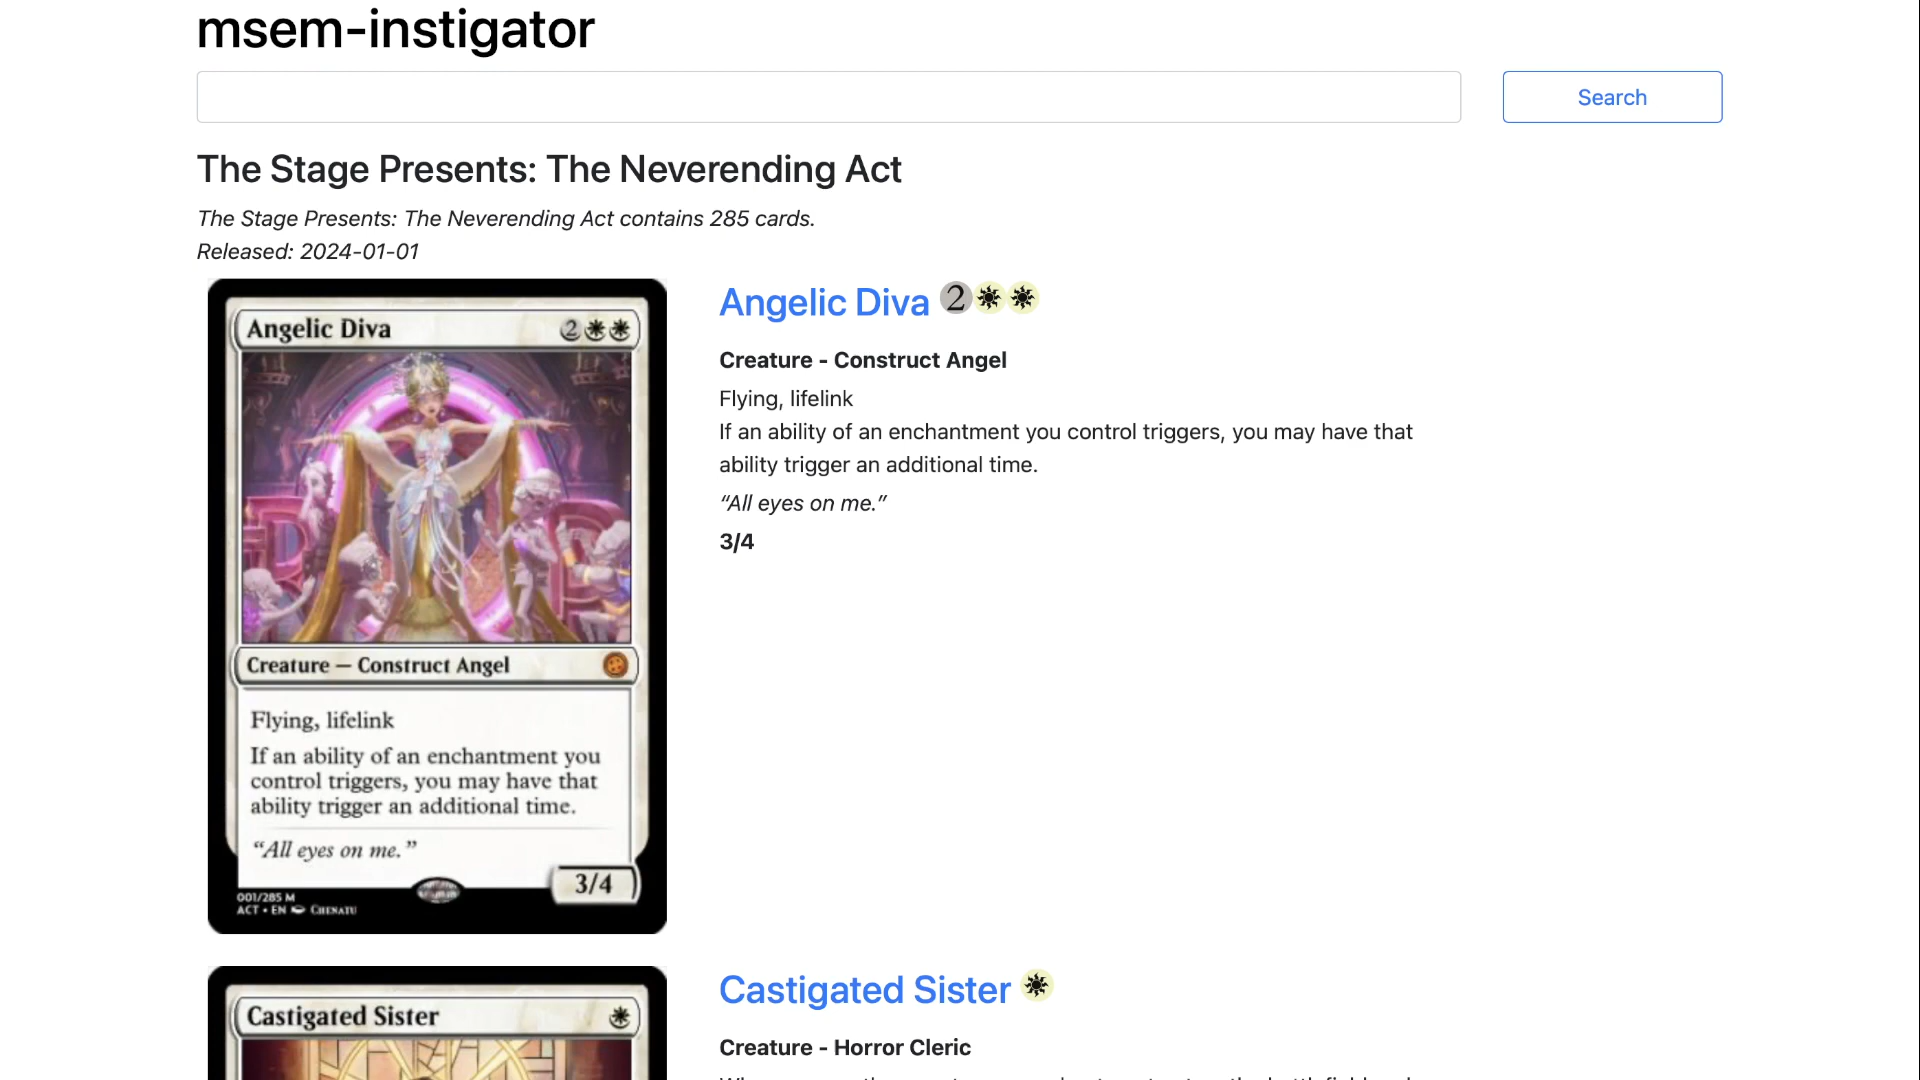 msem-instigator
Search
The Stage Presents: The Neverending Act
The Stage Presents: The Neverending Act contains 285 cards.
Released: 2024-01-01
Angelic Diva 2
Creature — Construct Angel
Flying, lifelink
If an ability of an enchantment you
control triggers, you may have that
ability trigger an additional time.
“All eyes on me.”
3/4
001/285 M
ACT • EN CHENATU
Angelic Diva 2
Creature - Construct Angel
Flying, lifelink
If an ability of an enchantment you control triggers, you may have that
ability trigger an additional time.
“All eyes on me.”
3/4
Castigated Sister
Castigated Sister
Creature - Horror Cleric